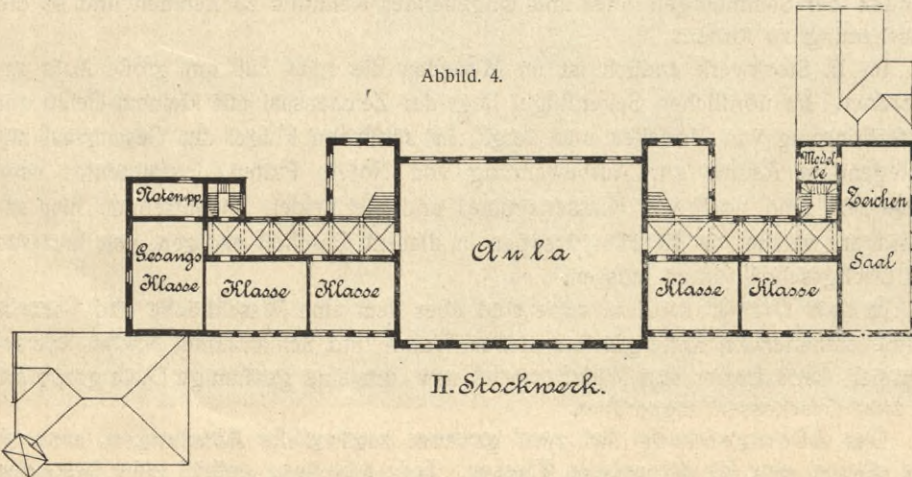 Abbild. 4.
Noten pp.
Gesangs
Klasse
Klasse
Klasse
Aula
Klasse
Klasse
Modelle
Zeichen
Saal
II. Stockwerk.